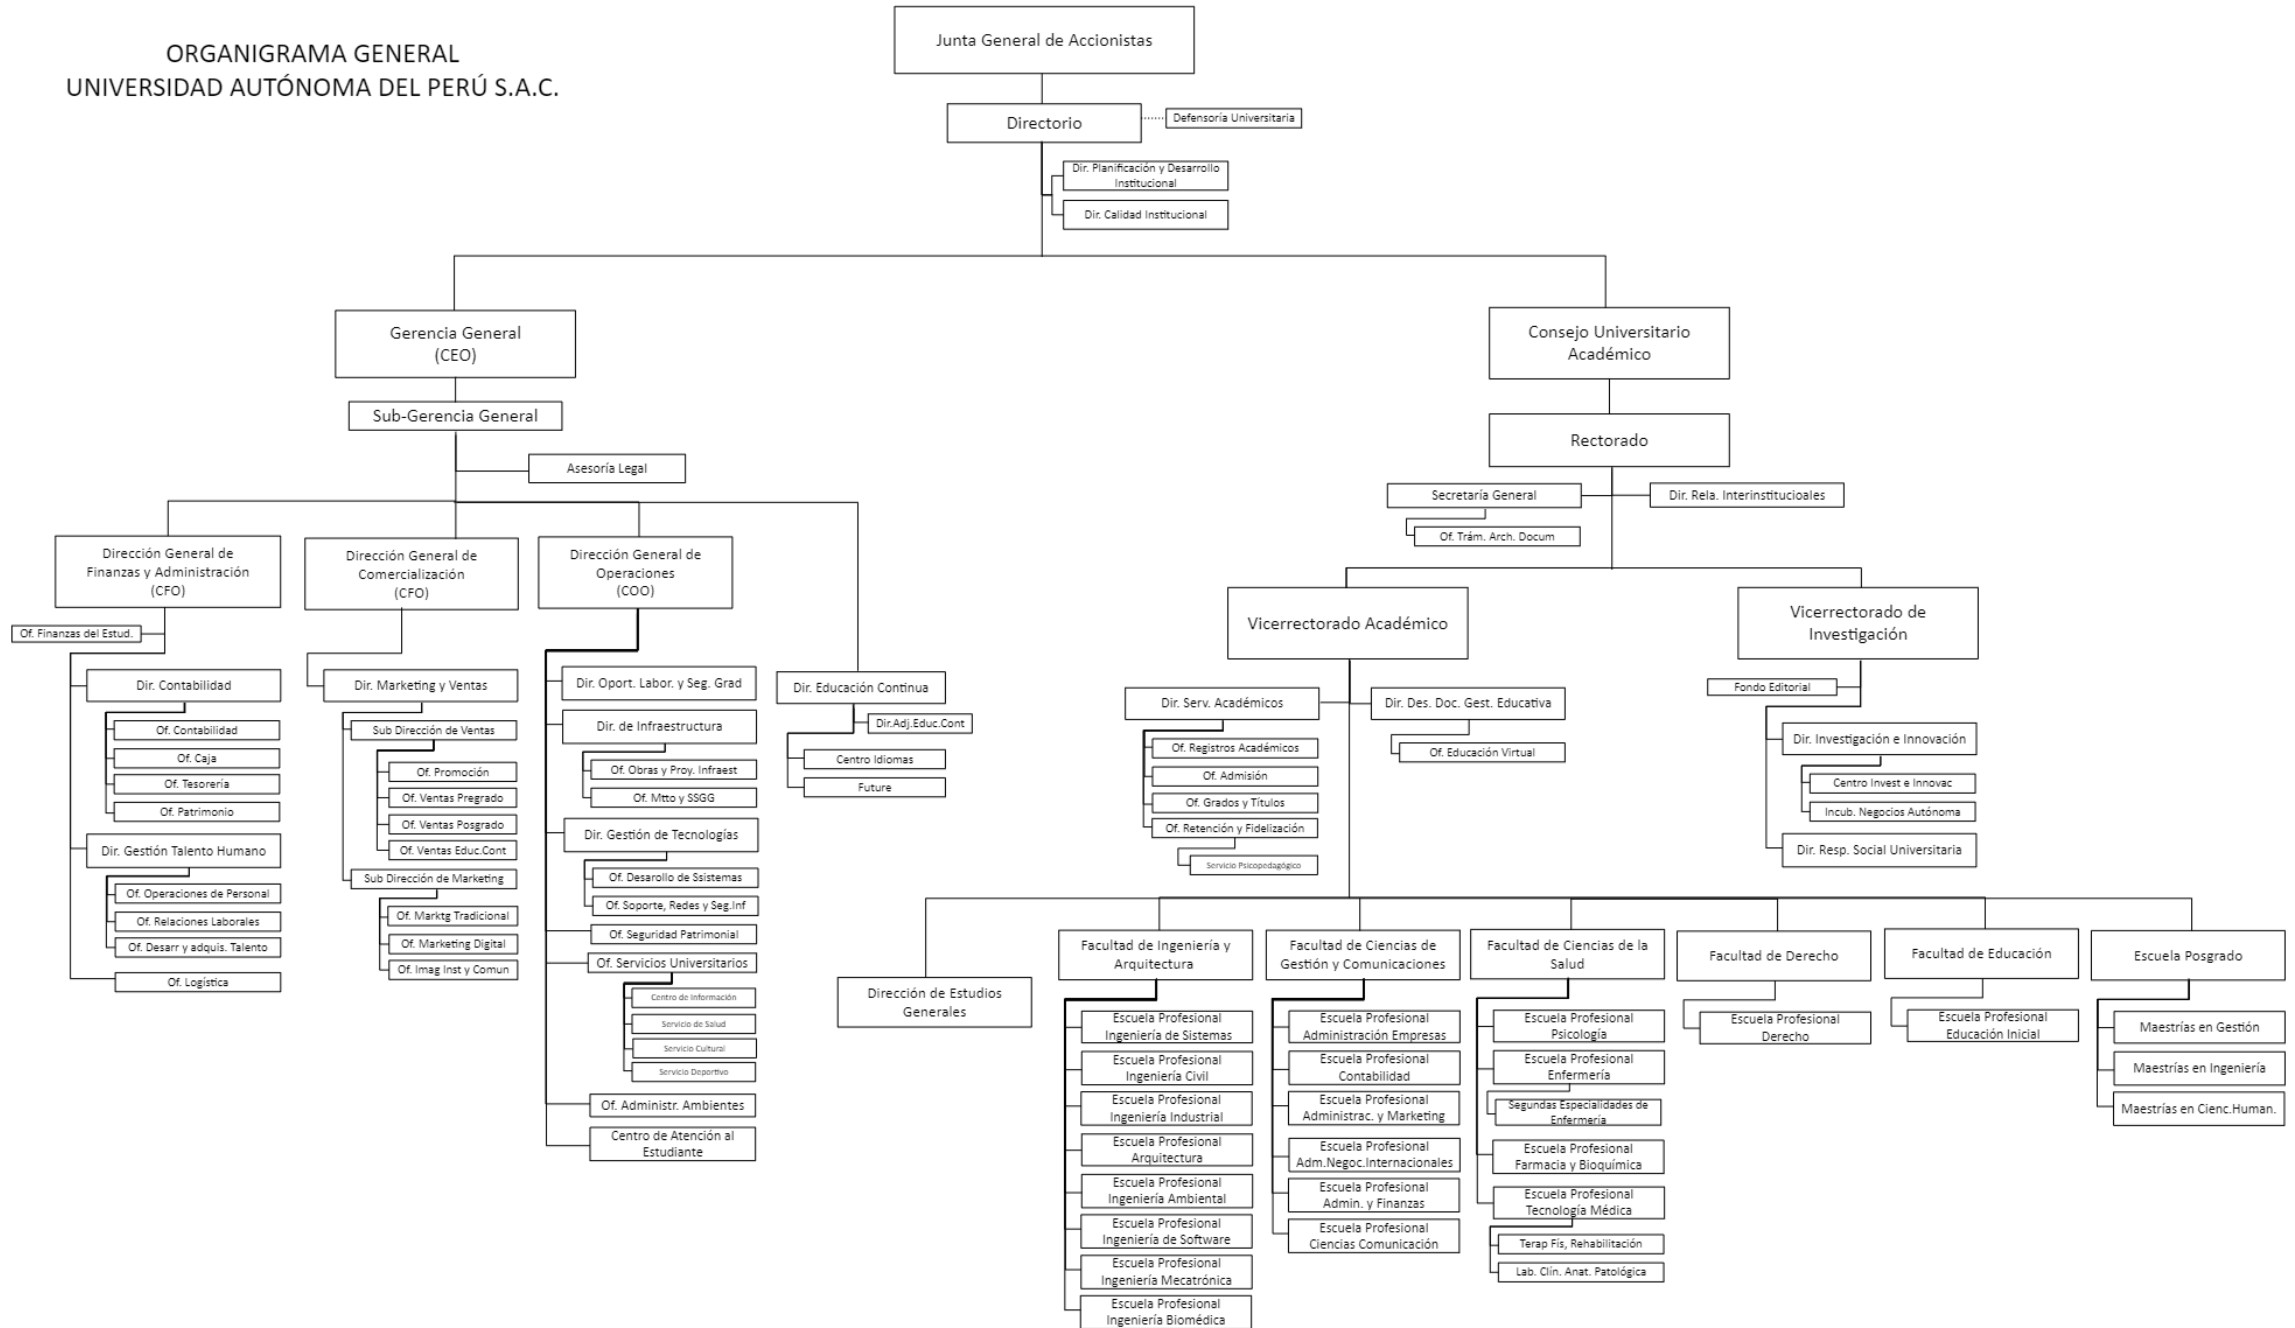 ORGANIGRAMA GENERAL
UNIVERSIDAD AUTÓNOMA DEL PERÚ S.A.C.
Junta General de Accionistas
Directorio
Defensoría Universitaria
Dir. Planificación y Desarrollo
Institucional
Dir. Calidad Institucional
Gerencia General
(CEO)
Sub-Gerencia General
Asesoría Legal
Dirección General de
Finanzas y Administración
(CFO)
Of. Finanzas del Estud.
Dir. Contabilidad
Of. Contabilidad
Of. Caja
Of. Tesorería
Of. Patrimonio
Dir. Gestión Talento Humano
Of. Operaciones de Personal
Of. Relaciones Laborales
Of. Desarr y adquis. Talento
Of. Logística
Dirección General de
Comercialización
(CFO)
Dir. Marketing y Ventas
Sub Dirección de Ventas
Of. Promoción
Of. Ventas Pregrado
Of. Ventas Posgrado
Of. Ventas Educ.Cont
Sub Dirección de Marketing
Of. Marktg Tradicional
Of. Marketing Digital
Of. Imag Inst y Comun
Dirección General de
Operaciones
(COO)
Dir. Oport. Labor. y Seg. Grad
Dir. de Infraestructura
Of. Obras y Proy. Infraest
Of. Mtto y SSGG
Dir. Gestión de Tecnologías
Of. Desarollo de Ssistemas
Of. Soporte, Redes y Seg.Inf
Of. Seguridad Patrimonial
Of. Servicios Universitarios
Centro de Información
Servicio de Salud
Servicio Cultural
Servicio Deportivo
Of. Administr. Ambientes
Centro de Atención al
Estudiante
Dir. Educación Continua
Dir.Adj.Educ.Cont
Centro Idiomas
Future
Consejo Universitario
Académico
Rectorado
Secretaría General
Of. Trám. Arch. Docum
Dir. Rela. Interinstitucioales
Vicerrectorado Académico
Dir. Serv. Académicos
Of. Registros Académicos
Of. Admisión
Of. Grados y Títulos
Of. Retención y Fidelización
Servicio Psicopedagógico
Dir. Des. Doc. Gest. Educativa
Of. Educación Virtual
Vicerrectorado de
Investigación
Fondo Editorial
Dir. Investigación e Innovación
Centro Invest e Innovac
Incub. Negocios Autónoma
Dir. Resp. Social Universitaria
Dirección de Estudios
Generales
Facultad de Ingeniería y
Arquitectura
Escuela Profesional
Ingeniería de Sistemas
Escuela Profesional
Ingeniería Civil
Escuela Profesional
Ingeniería Industrial
Escuela Profesional
Arquitectura
Escuela Profesional
Ingeniería Ambiental
Escuela Profesional
Ingeniería de Software
Escuela Profesional
Ingeniería Mecatrónica
Escuela Profesional
Ingeniería Biomédica
Facultad de Ciencias de
Gestión y Comunicaciones
Escuela Profesional
Administración Empresas
Escuela Profesional
Contabilidad
Escuela Profesional
Administrac. y Marketing
Escuela Profesional
Adm.Negoc.Internacionales
Escuela Profesional
Admin. y Finanzas
Escuela Profesional
Ciencias Comunicación
Facultad de Ciencias de la
Salud
Escuela Profesional
Psicología
Escuela Profesional
Enfermería
Segundas Especialidades de
Enfermería
Escuela Profesional
Farmacia y Bioquímica
Escuela Profesional
Tecnología Médica
Terap Fís, Rehabilitación
Lab. Clín. Anat. Patológica
Facultad de Derecho
Escuela Profesional
Derecho
Facultad de Educación
Escuela Profesional
Educación Inicial
Escuela Posgrado
Maestrías en Gestión
Maestrías en Ingeniería
Maestrías en Cienc.Human.